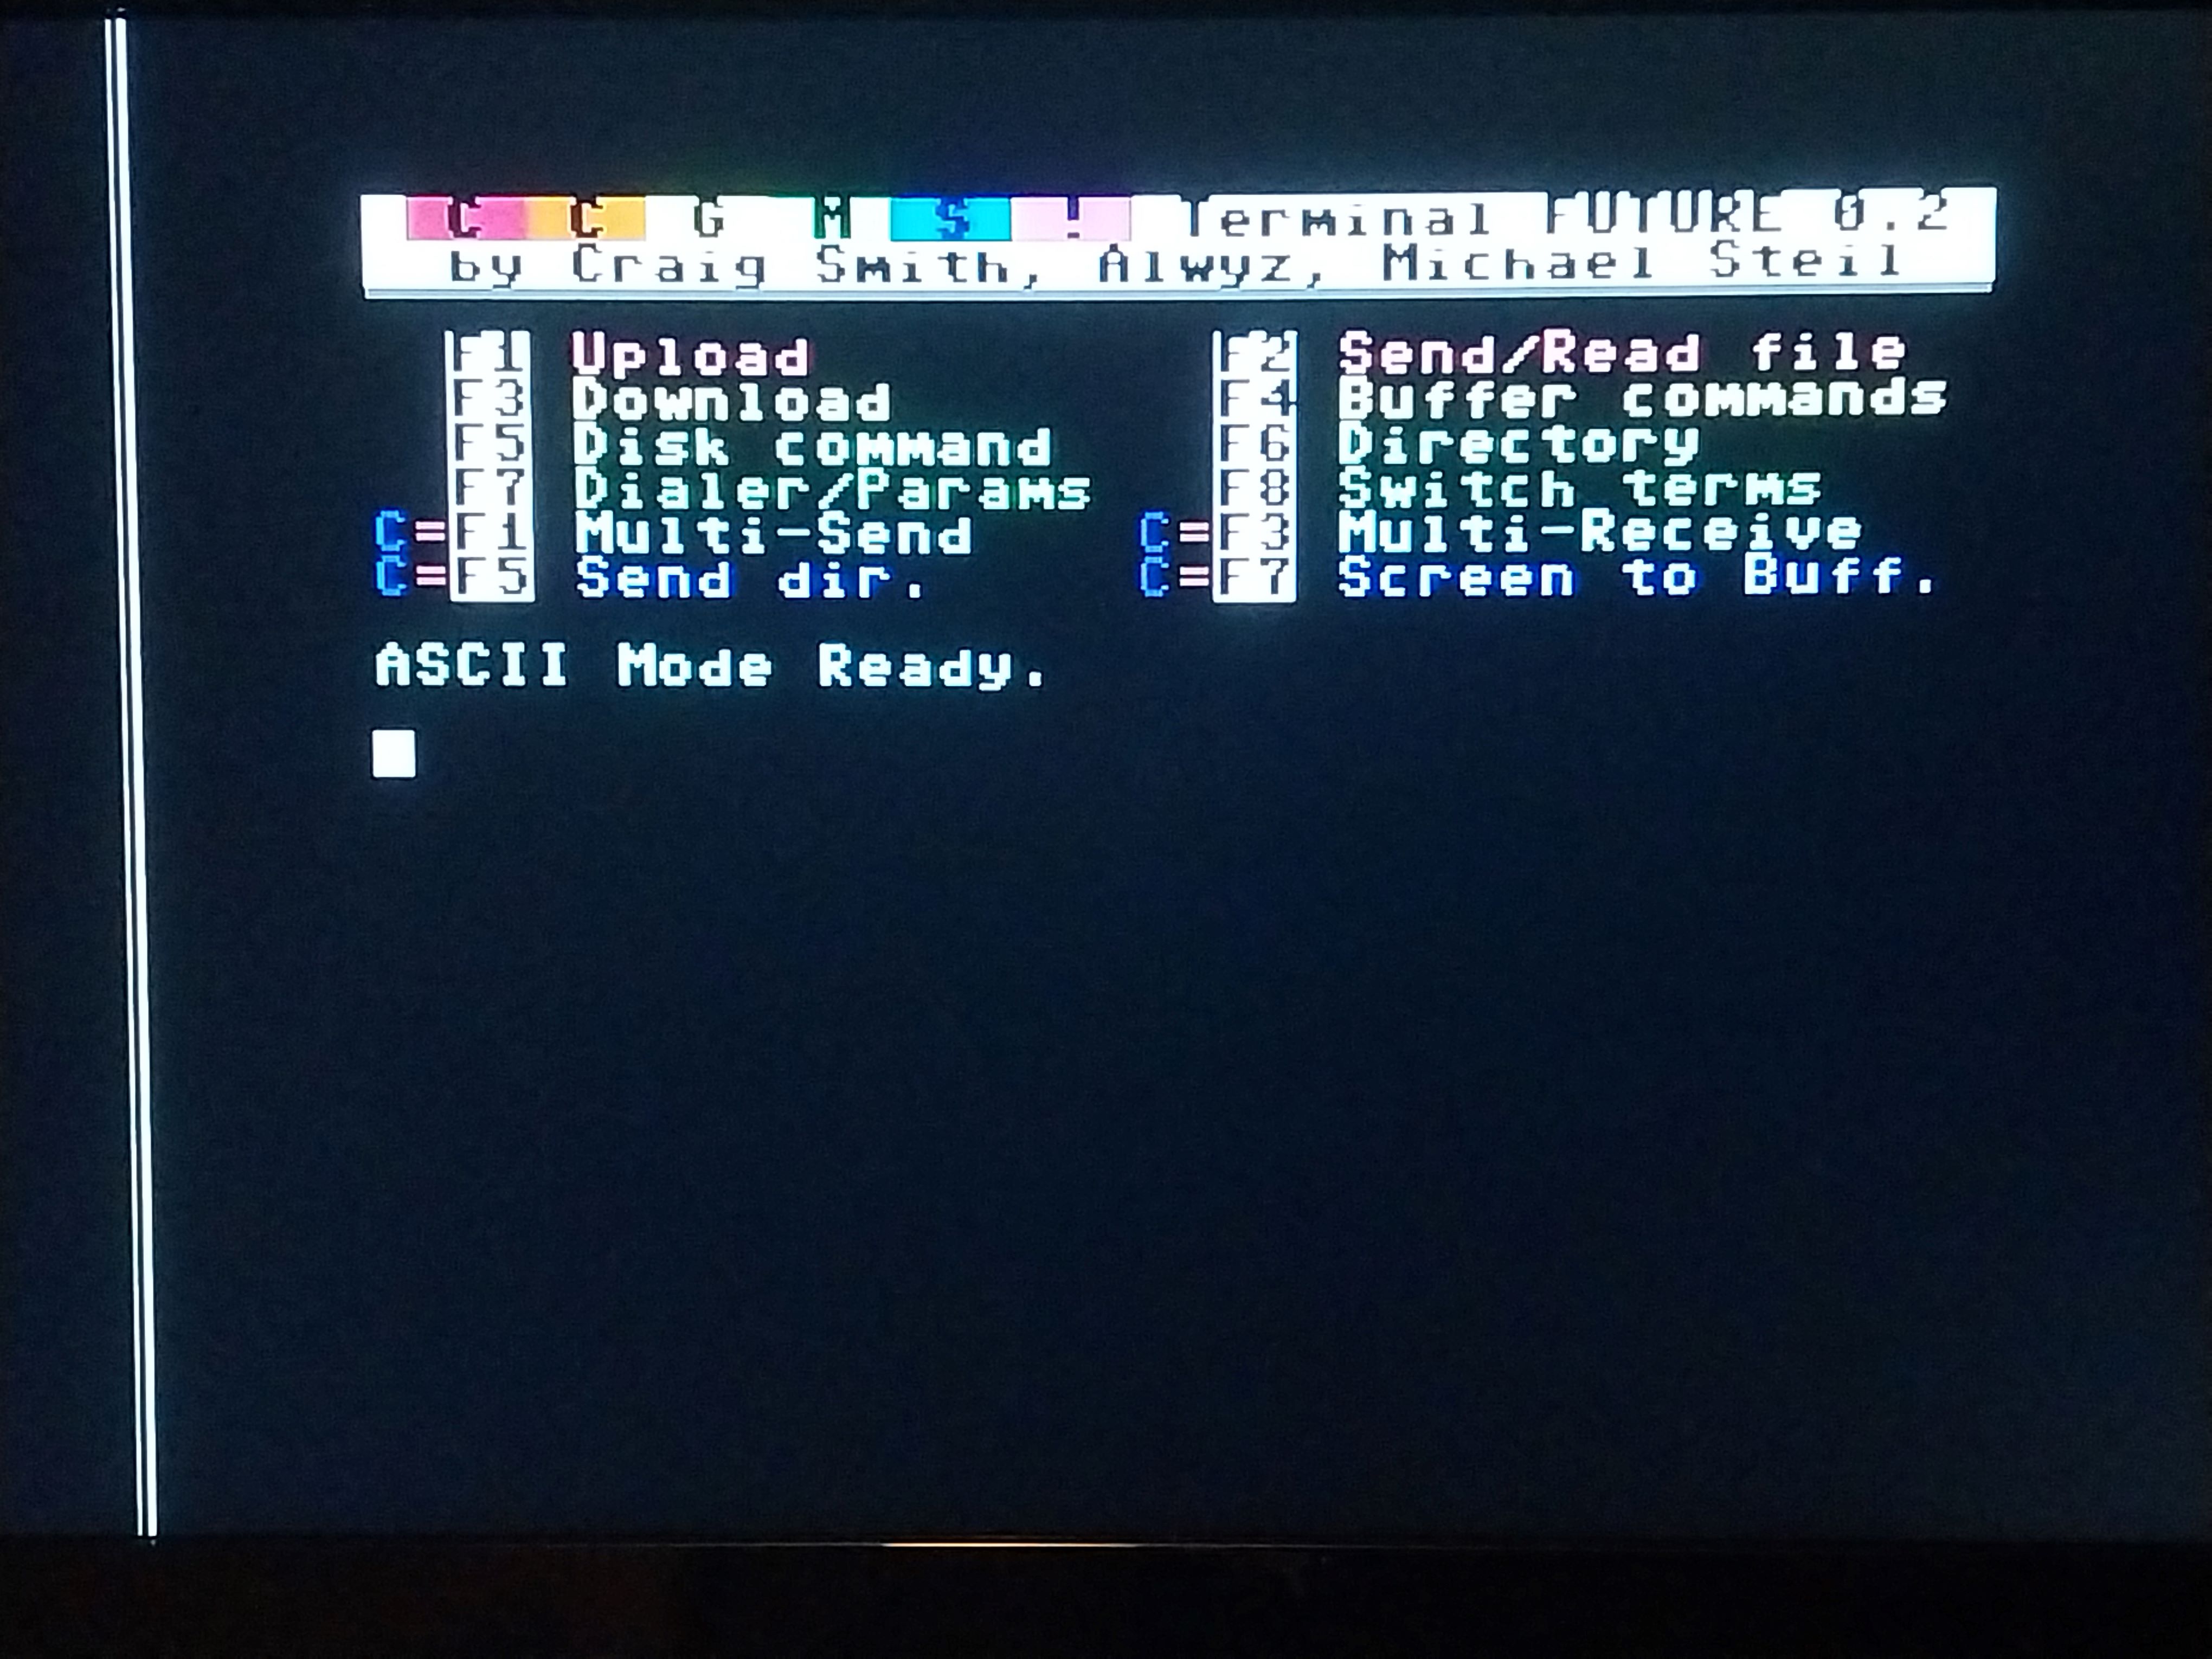 C C G M S ! Terminal FUTURE 0.2
by Craig Smith, Alwyz, Michael Steil
F1 Upload F2 Send/Read file
F3 Download F4 Buffer commands
F5 Disk command F6 Directory
F7 Dialer/Params F8 Switch terms
C=F1 Multi-Send C=F3 Multi-Receive
C=F5 Send dir. C=F7 Screen to Buff.
ASCII Mode Ready.